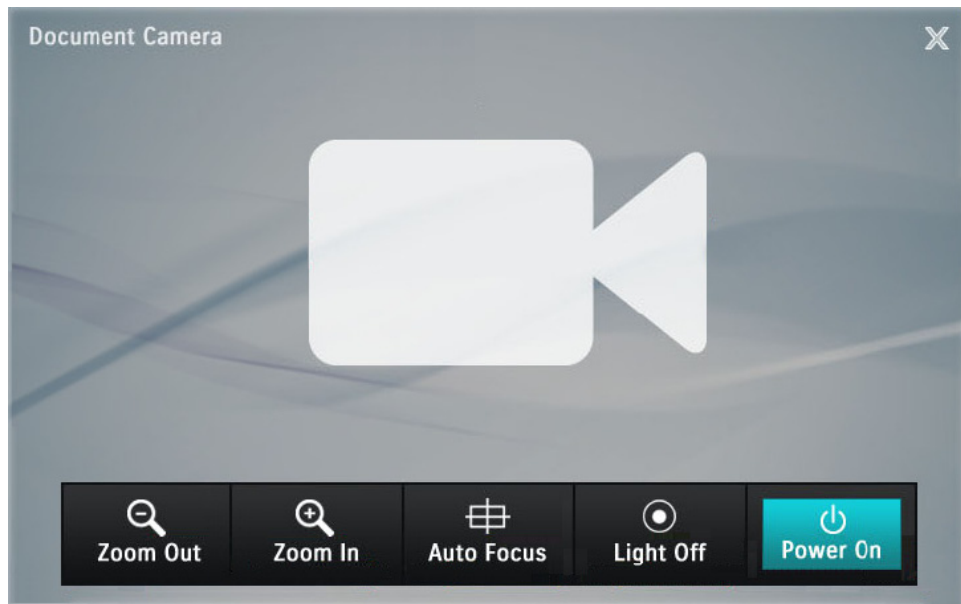 Document Camera
X
Zoom Out
Zoom In
Auto Focus
Light Off
Power On